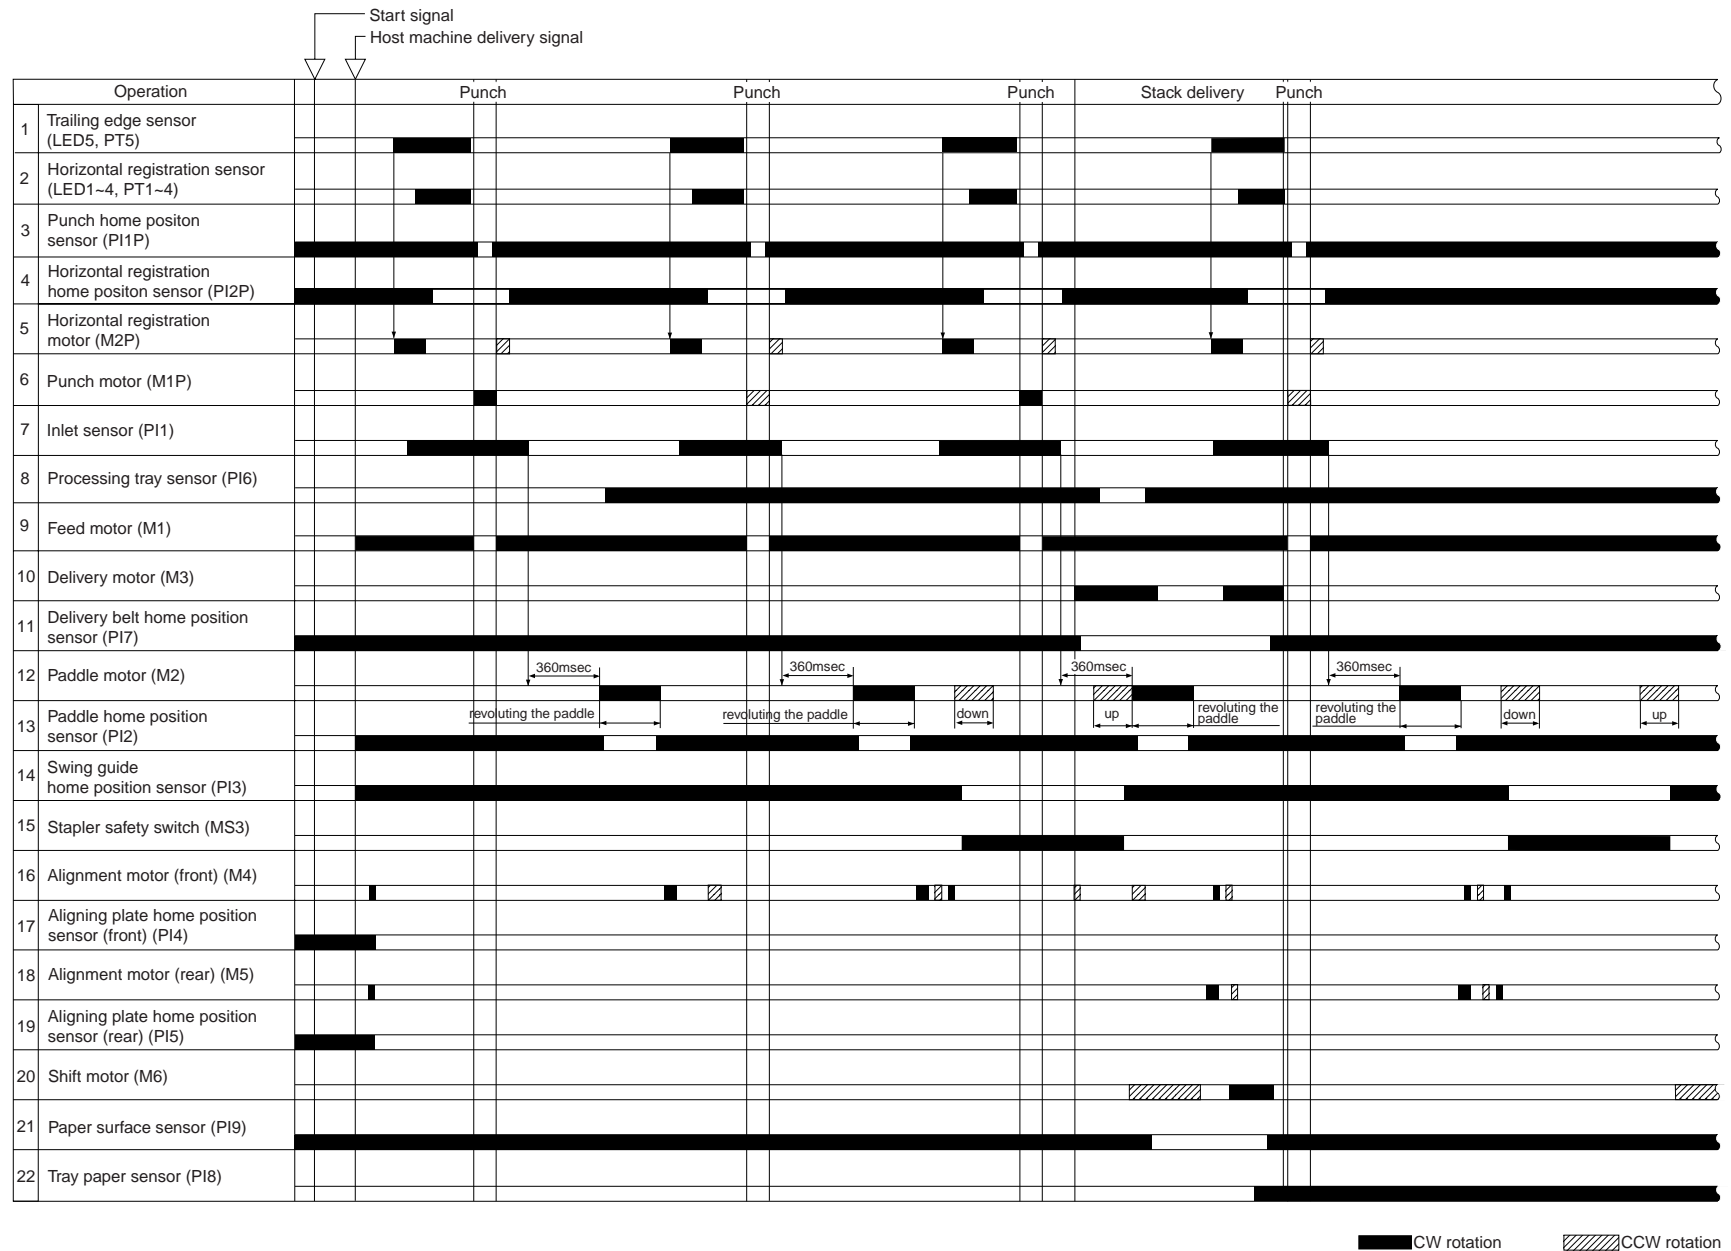 Start signal
Host machine delivery signal
Operation
Punch
Punch
Punch
Stack delivery
Punch
1
Trailing edge sensor
(LED5, PT5)
2
Horizontal registration sensor
(LED1~4, PT1~4)
3
Punch home positon
sensor (PI1P)
4
Horizontal registration
home positon sensor (PI2P)
5
Horizontal registration
motor (M2P)
6
Punch motor (M1P)
7
Inlet sensor (PI1)
8
Processing tray sensor (PI6)
9
Feed motor (M1)
10
Delivery motor (M3)
11
Delivery belt home position
sensor (PI7)
12
Paddle motor (M2)
360msec
360msec
360msec
360msec
revoluting the paddle
revoluting the paddle
down
up
revoluting the
paddle
revoluting the
paddle
down
up
13
Paddle home position
sensor (PI2)
14
Swing guide
home position sensor (PI3)
15
Stapler safety switch (MS3)
16
Alignment motor (front) (M4)
17
Aligning plate home position
sensor (front) (PI4)
18
Alignment motor (rear) (M5)
19
Aligning plate home position
sensor (rear) (PI5)
20
Shift motor (M6)
21
Paper surface sensor (PI9)
22
Tray paper sensor (PI8)
CW rotation
CCW rotation